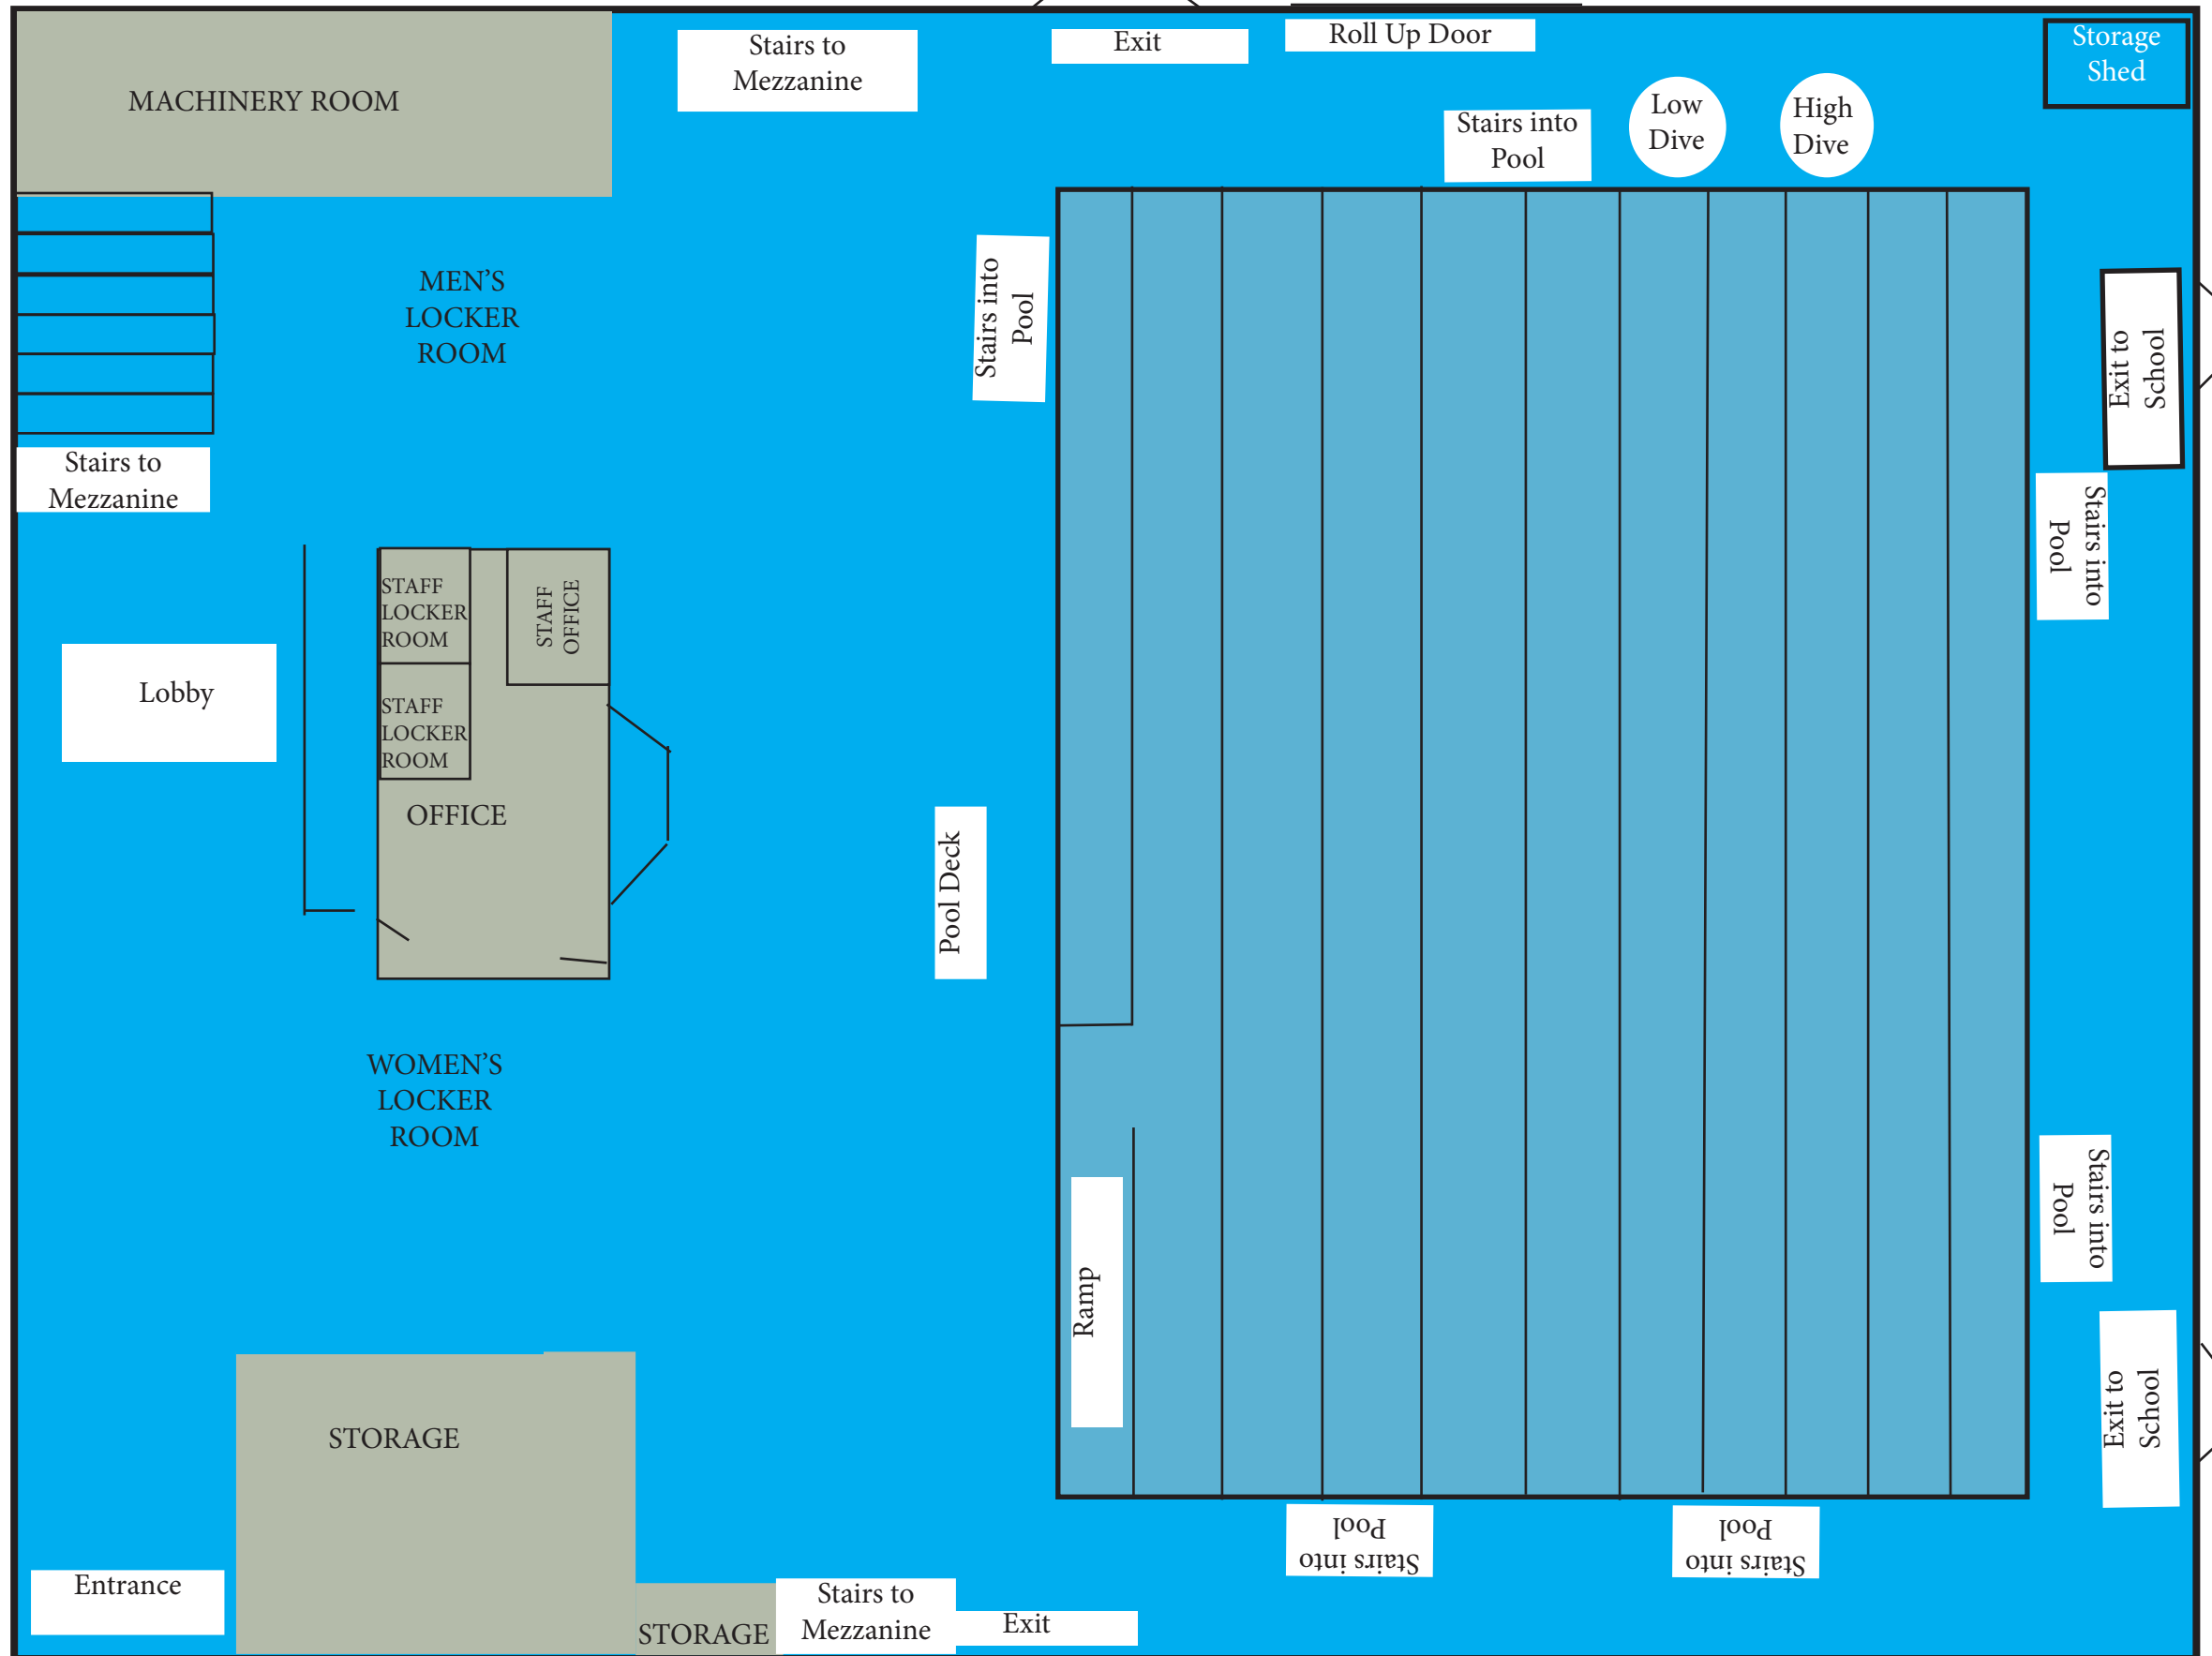 MACHINERY ROOM
Stairs to
Mezzanine
Exit
Roll Up Door
Storage
Shed
Stairs into
Pool
Low
Dive
High
Dive
MEN’S
LOCKER
ROOM
Stairs into
Pool
Exit to
School
Stairs to
Mezzanine
Stairs into
Pool
STAFF
LOCKER
ROOM
STAFF
OFFICE
Lobby
STAFF
LOCKER
ROOM
OFFICE
Pool Deck
WOMEN’S
LOCKER
ROOM
Stairs into
Pool
Ramp
Exit to
School
STORAGE
Stairs into
Pool
Stairs into
Pool
Entrance
STORAGE
Stairs to
Mezzanine
Exit